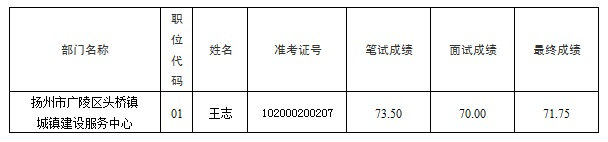 部门名称 职位代码 姓名 准考证号 笔试成绩 面试成绩 最终成绩
扬州市广陵区头桥镇
城镇建设服务中心 01 王志 102000200207 73.50 70.00 71.75